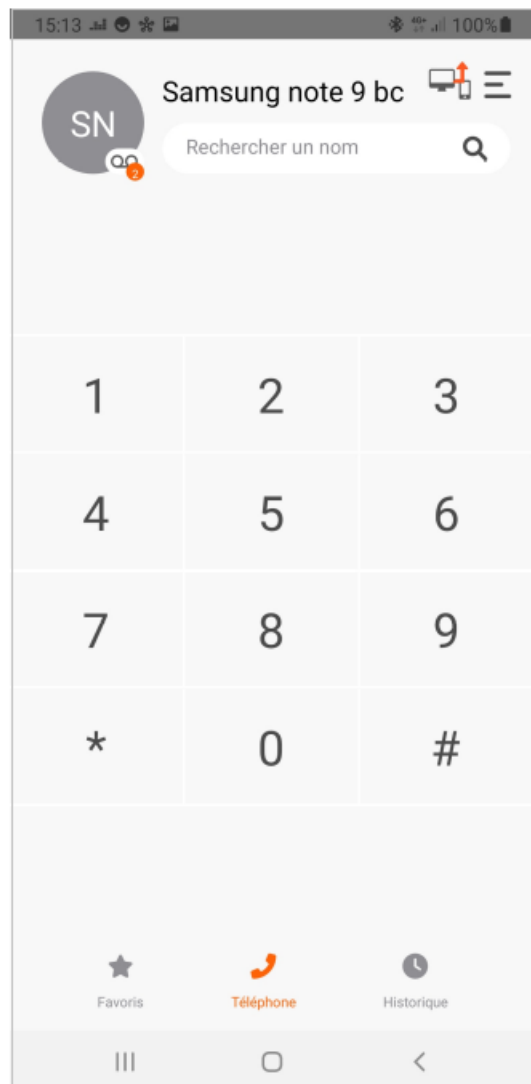 15:13 100%
Samsung note 9 bc
SN
2
Rechercher un nom
1 2 3
4 5 6
7 8 9
* 0 #
Favoris Téléphone Historique